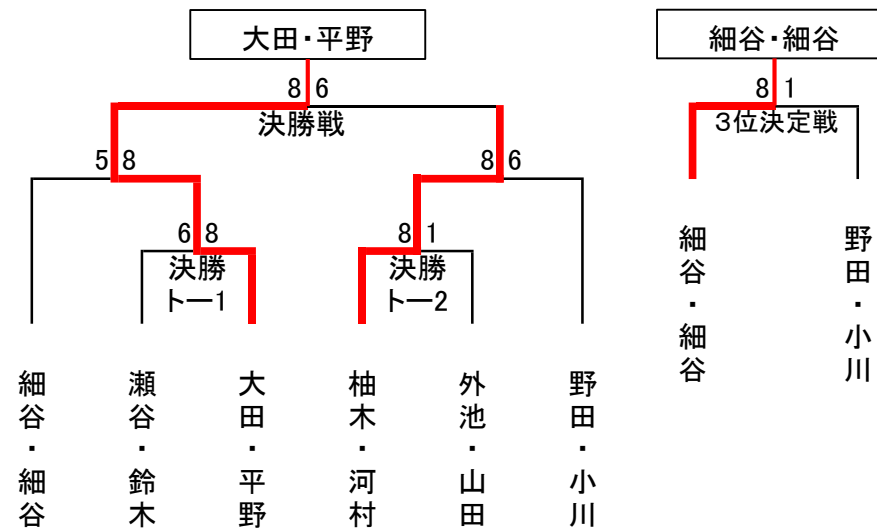 大田・平野
細谷・細谷
8 6
決勝戦
8 1
3位決定戦
5 8
8 6
6 8
決勝
トー1
8 1
決勝
トー2
細谷・細谷
瀬谷・鈴木
大田・平野
柚木・河村
外池・山田
野田・小川
細谷・細谷
野田・小川